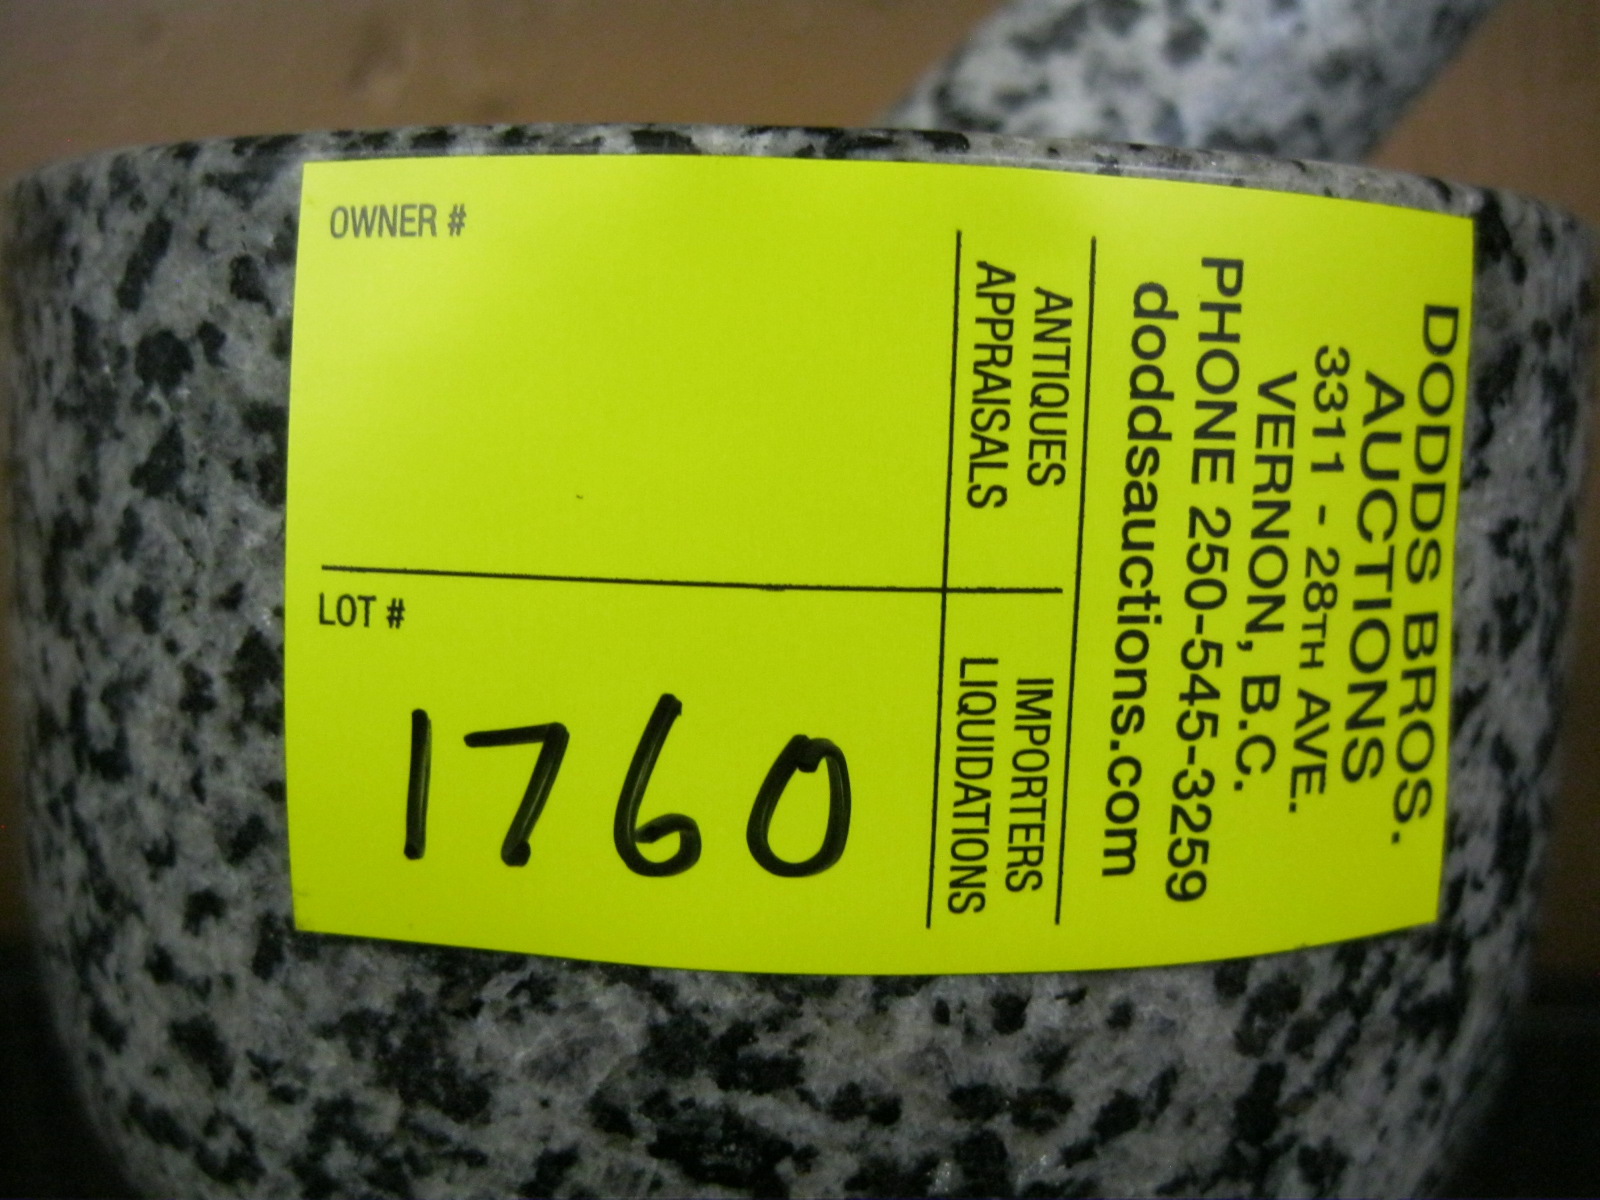 OWNER #
LOT #
1760
DODDS BROS.
AUCTIONS
3311 - 28TH AVE.
VERNON, B.C.
PHONE 250-545-3259
doddsauctions.com
ANTIQUES
APPRAISALS
IMPORTERS
LIQUIDATIONS